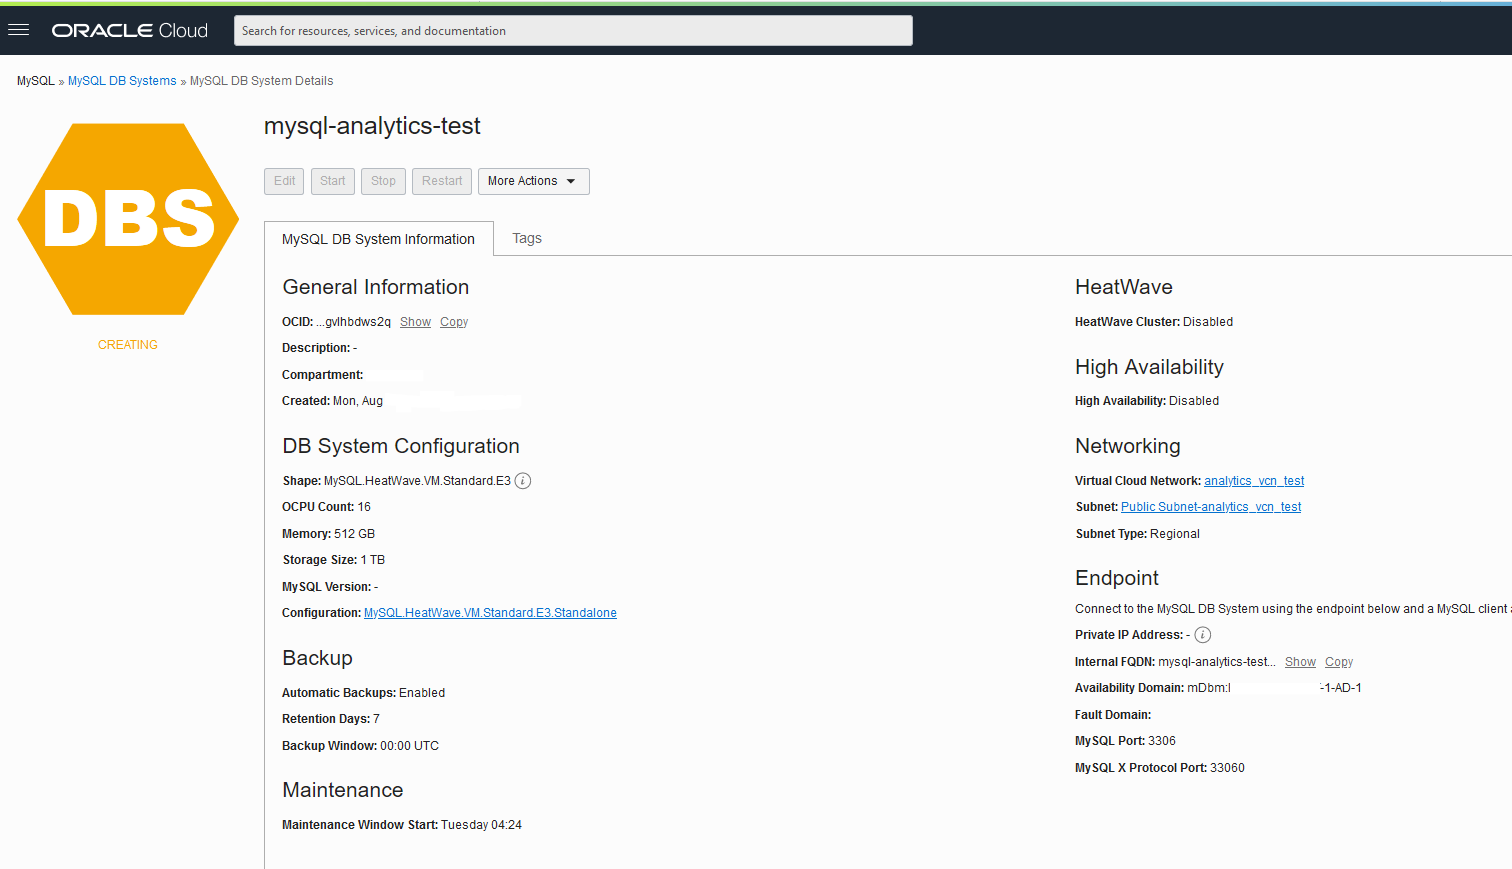 ORACLE Cloud
Search for resources, services, and documentation
MySQL » MySQL DB Systems » MySQL DB System Details
DBS
CREATING
mysql-analytics-test
Edit Start Stop Restart More Actions
MySQL DB System Information Tags
General Information
OCID: ...gvlhbdws2q Show Copy
Description: -
Compartment:
Created: Mon, Aug
DB System Configuration
Shape: MySQL.HeatWave.VM.Standard.E3 i
OCPU Count: 16
Memory: 512 GB
Storage Size: 1 TB
MySQL Version: -
Configuration: MySQL.HeatWave.VM.Standard.E3.Standalone
Backup
Automatic Backups: Enabled
Retention Days: 7
Backup Window: 00:00 UTC
Maintenance
Maintenance Window Start: Tuesday 04:24
HeatWave
HeatWave Cluster: Disabled
High Availability
High Availability: Disabled
Networking
Virtual Cloud Network: analytics_vcn_test
Subnet: Public Subnet-analytics_vcn_test
Subnet Type: Regional
Endpoint
Connect to the MySQL DB System using the endpoint below and a MySQL client
Private IP Address: - i
Internal FQDN: mysql-analytics-test... Show Copy
Availability Domain: mDbm: -1-AD-1
Fault Domain:
MySQL Port: 3306
MySQL X Protocol Port: 33060